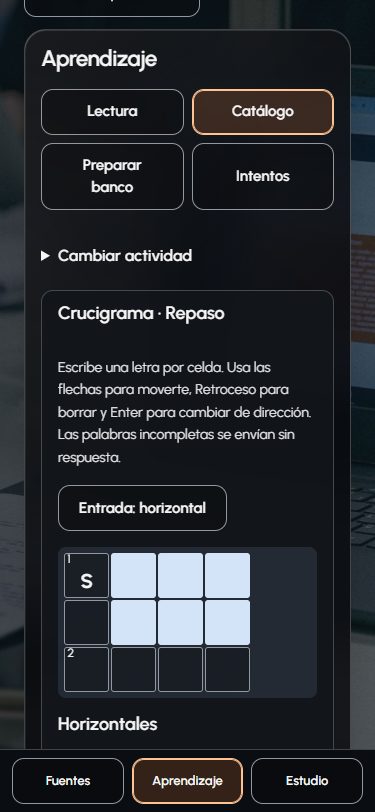 Aprendizaje
Lectura
Catálogo
Preparar
banco
Intentos
▶ Cambiar actividad
Crucigrama · Repaso
Escribe una letra por celda. Usa las
flechas para moverte, Retroceso para
borrar y Enter para cambiar de dirección.
Las palabras incompletas se envían sin
respuesta.
Entrada: horizontal
1
S
2
Horizontales
Fuentes
Aprendizaje
Estudio